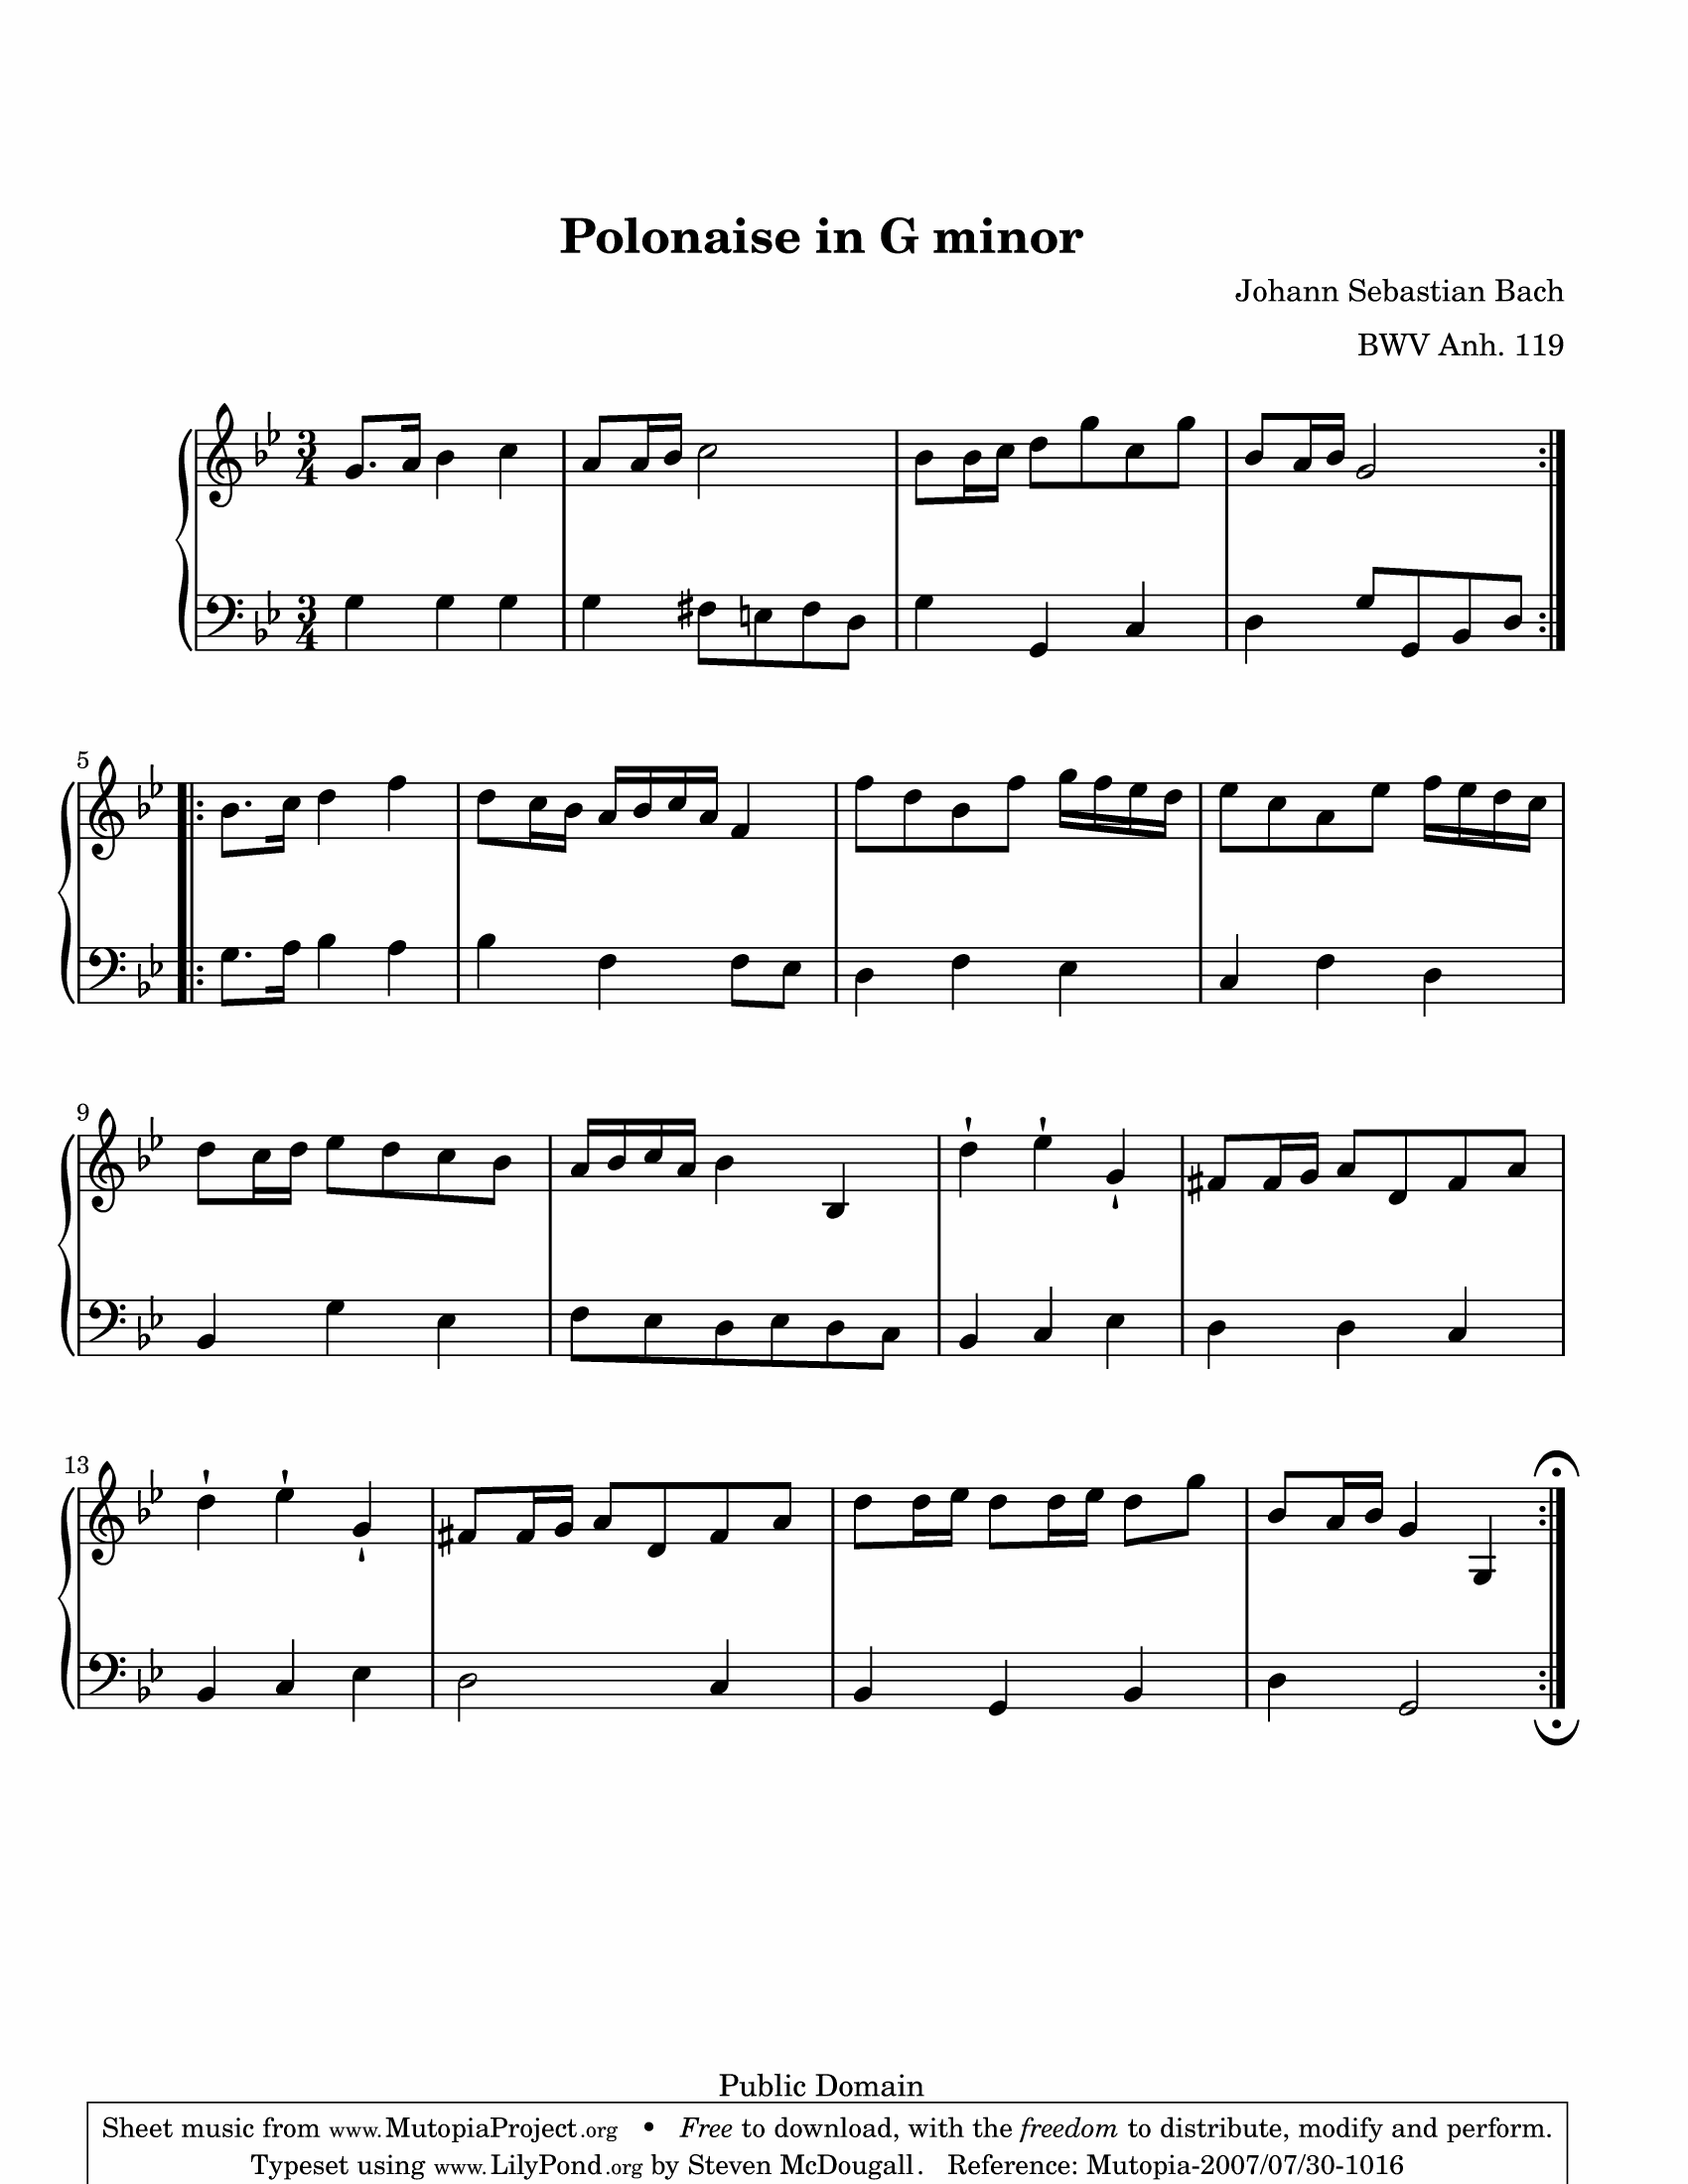 Polonaise in G minor
Johann Sebastian Bach
BWV Anh. 119
3
4
3
4
5
9
13
Public Domain
Sheet music from www.MutopiaProject.org • Free to download, with the freedom to distribute, modify and perform.
Typeset using www.LilyPond.org by Steven McDougall. Reference: Mutopia-2007/07/30-1016